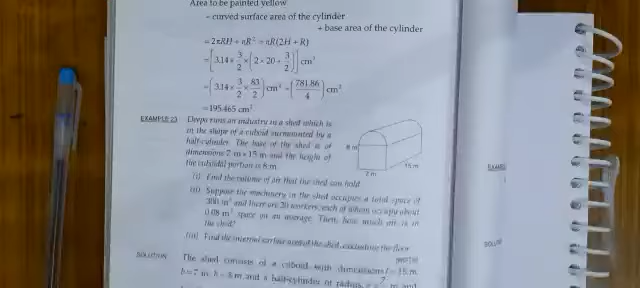 Area to be painted yellow
= curved surface area of the cylinder
+ base area of the cylinder
= 2πRH + πR² = πR(2H + R)
= [3.14 × 3/2 × (2 × 20 + 3/2)] cm²
= (3.14 × 3/2 × 83/2) cm² = (781.86/4) cm²
= 195.465 cm².
EXAMPLE 23 Deepa runs an industry in a shed which is
in the shape of a cuboid surmounted by a
half-cylinder. The base of the shed is of
dimensions 7 m × 15 m and the height of
the cuboidal portion is 8 m.
8 m
15 m
7 m
(i) Find the volume of air that the shed can hold.
(ii) Suppose the machinery in the shed occupies a total space of
300 m³ and there are 20 workers, each of whom occupy about
0.08 m³ space on an average. Then, how much air is in
the shed?
(iii) Find the internal surface area of the shed, excluding the floor.
SOLUTION The shed consists of a cuboid with dimensions l = 15 m,
b = 7 m, h = 8 m and a half-cylinder of radius, r = 7 m and
EXAMPLE
SOLUT